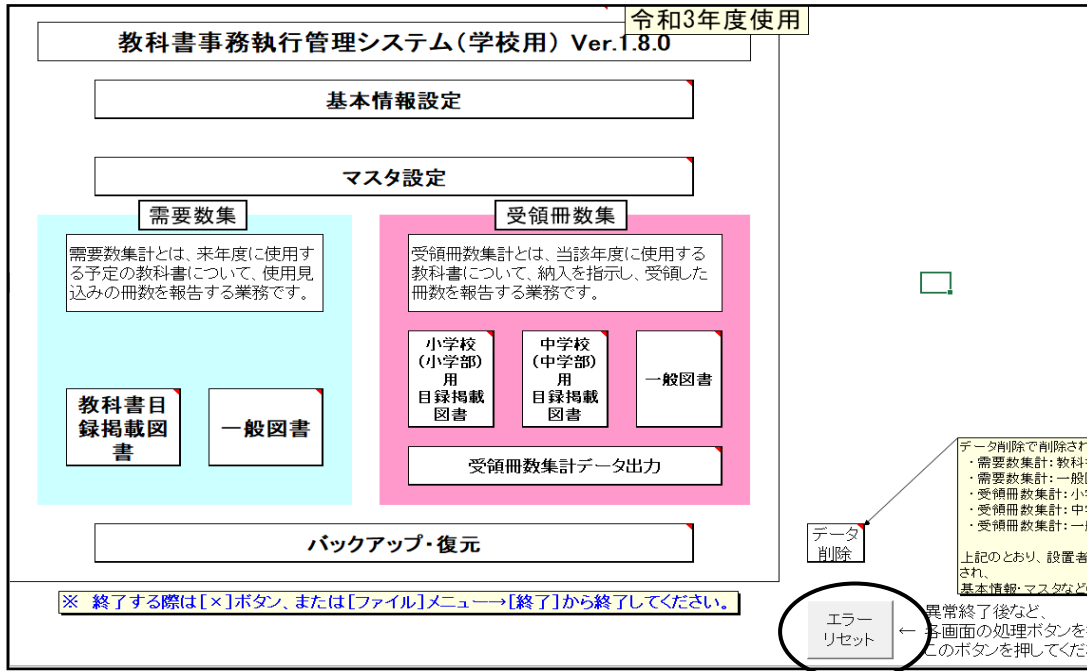 令和3年度使用
教科書事務執行管理システム(学校用) Ver.1.8.0
基本情報設定
マスタ設定
需要数集
需要数集計とは、来年度に使用す
る予定の教科書について、使用見
込みの冊数を報告する業務です。
教科書目
録掲載図
書
一般図書
受領冊数集
受領冊数集計とは、当該年度に使用する
教科書について、納入を指示し、受領した
冊数を報告する業務です。
小学校
(小学部)
用
目録掲載
図書
中学校
(中学部)
用
目録掲載
図書
一般図書
受領冊数集計データ出力
バックアップ・復元
※ 終了する際は[×]ボタン、または[ファイル]メニュー→[終了]から終了してください。
データ
削除
データ削除で削除され
・需要数集計:教科
・需要数集計:一般
・受領冊数集計:小
・受領冊数集計:中
・受領冊数集計:一
上記のとおり、設置者
され、
基本情報・マスタなど
エラー
リセット
← 異常終了後など、
各画面の処理ボタンを
このボタンを押してくだ